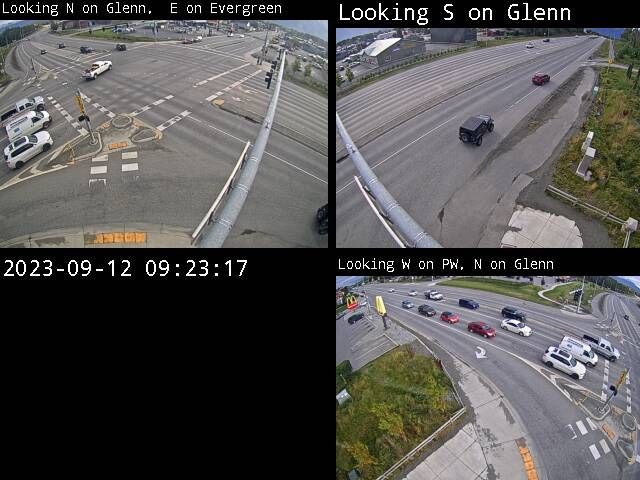 Looking N on Glenn,  E on Evergreen
Looking S on Glenn
2023-09-12 09:23:17
Looking W on PW, N on Glenn